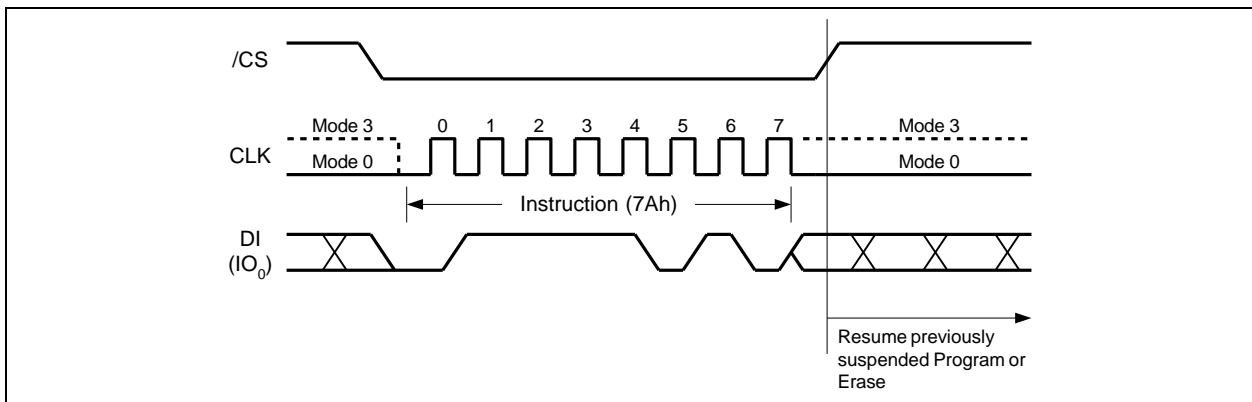 /CS
Mode 3
0 1 2 3 4 5 6 7
Mode 3
CLK
Mode 0
Mode 0
Instruction (7Ah)
DI
(IO0)
Resume previously
suspended Program or
Erase